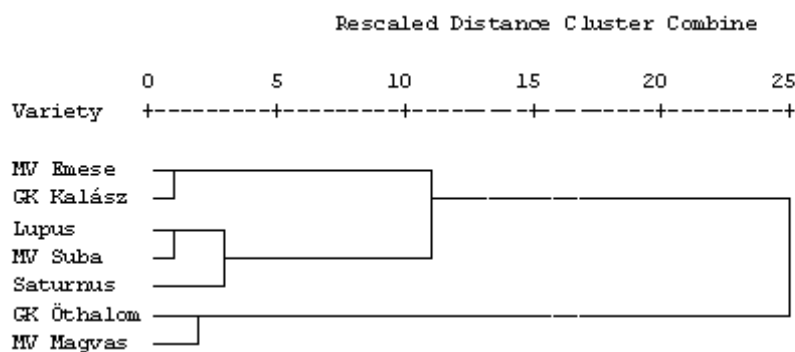 Rescaled Distance Cluster Combine
0 5 10 15 20 25
Variety +---------+---------+---------+---------+---------+
MV Emese
GK Kalász
Lupus
MV Suba
Saturnus
GK Öthalom
MV Magvas